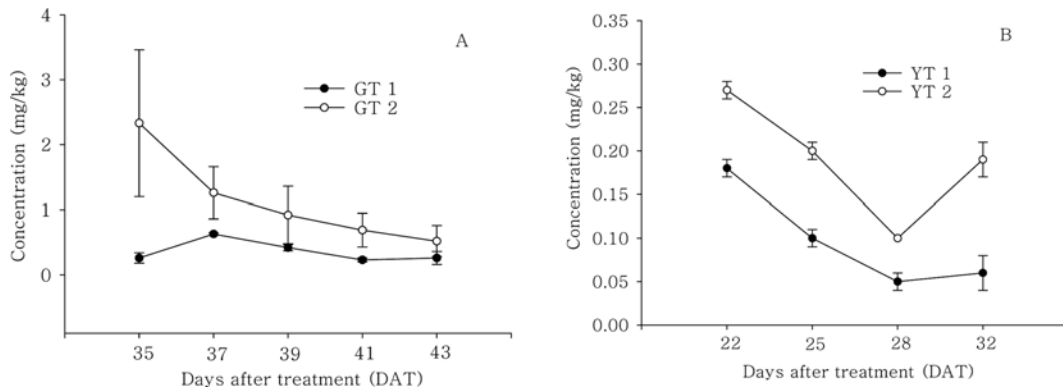 A
4
3
2
1
0
Concentration (mg/kg)
GT 1
GT 2
35 37 39 41 43
Days after treatment (DAT)
B
0.35
0.30
0.25
0.20
0.15
0.10
0.05
0.00
Concentration (mg/kg)
YT 1
YT 2
22 25 28 32
Days after treatment (DAT)